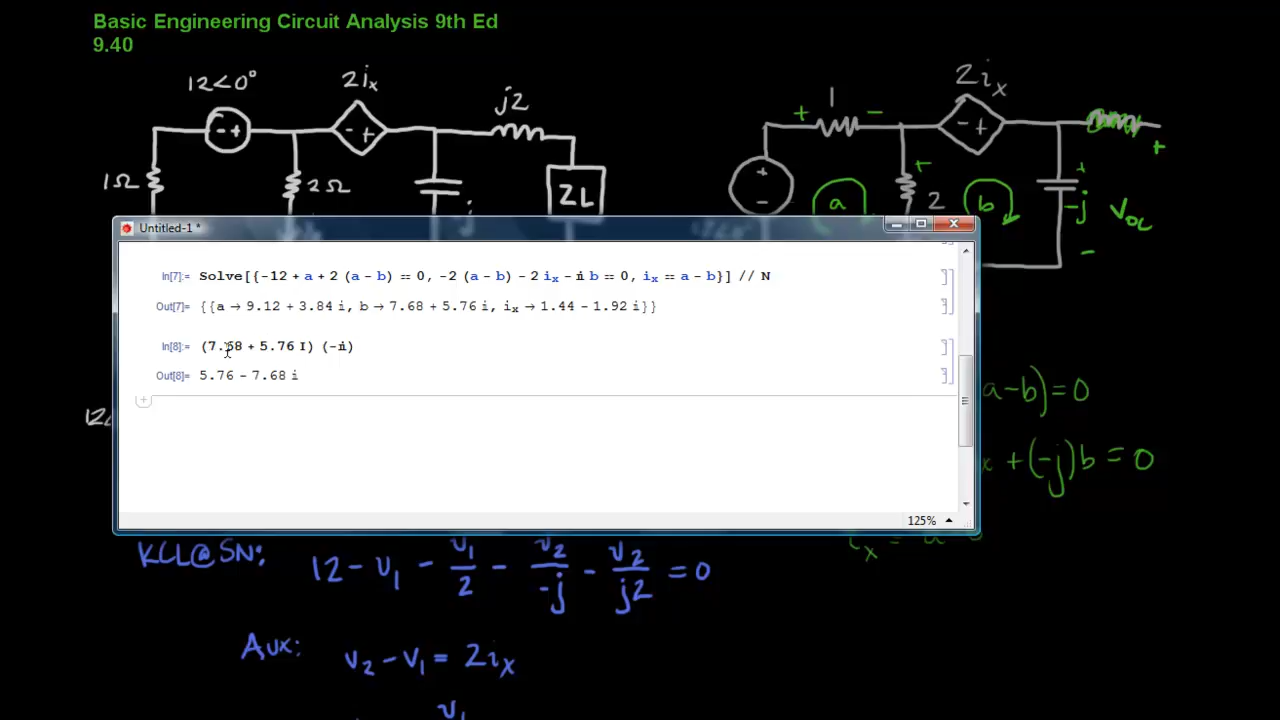 Basic Engineering Circuit Analysis 9th Ed
9.40
12<0° 2ix j2
1Ω 2Ω ZL
1 2ix
+ - - +
+ - a + 2 b + -j - + Voc
Untitled-1 *
In[7]:= Solve[{-12 + a + 2 (a - b) == 0, -2 (a - b) - 2 ix - i b == 0, ix == a - b}] // N
Out[7]= {{a → 9.12 + 3.84 i, b → 7.68 + 5.76 i, ix → 1.44 - 1.92 i}}
In[8]:= (7.68 + 5.76 I) (-i)
Out[8]= 5.76 - 7.68 i
125%
a-b)=0
x + (-j)b = 0
KCL@SN: 12 - v1 - v1/2 - v2/-j - v2/j2 = 0
Aux: v2 - v1 = 2ix
v1